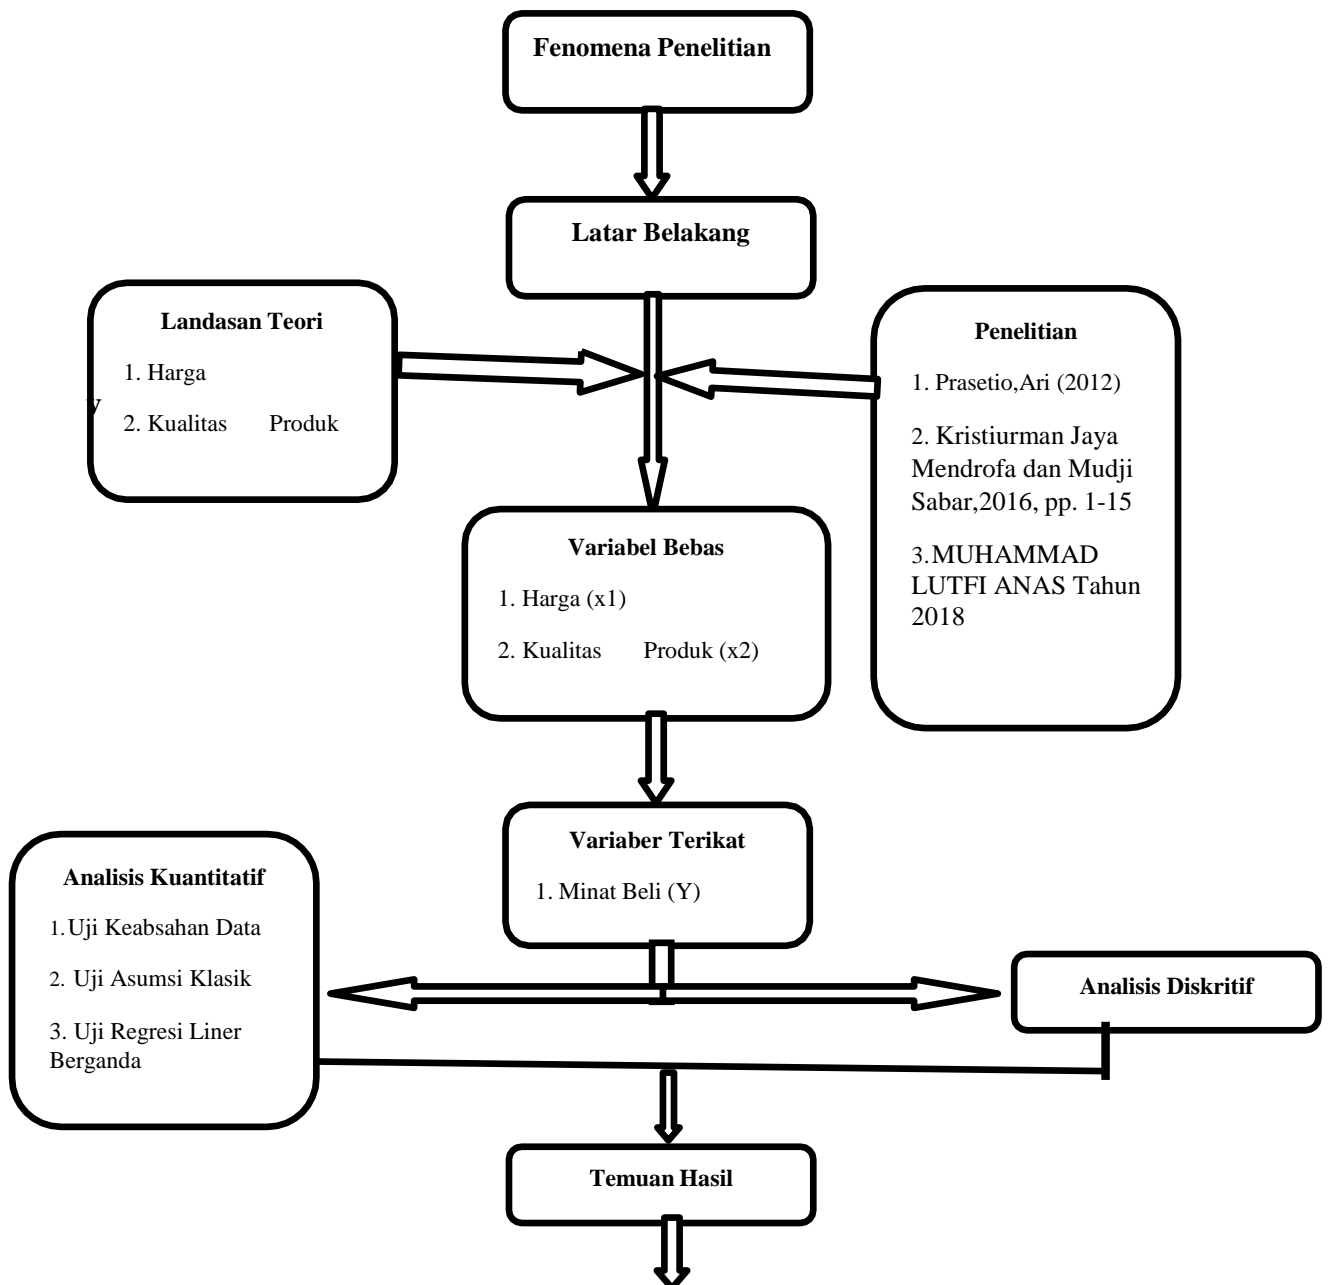 Fenomena Penelitian
Latar Belakang
Landasan Teori
1. Harga
y
2. Kualitas Produk
Penelitian
1. Prasetio,Ari (2012)
2. Kristiurman Jaya
Mendrofa dan Mudji
Sabar,2016, pp. 1-15
3.MUHAMMAD
LUTFI ANAS Tahun
2018
Variabel Bebas
1. Harga (x1)
2. Kualitas Produk (x2)
Variaber Terikat
1. Minat Beli (Y)
Analisis Kuantitatif
1.Uji Keabsahan Data
2. Uji Asumsi Klasik
3. Uji Regresi Liner
Berganda
Analisis Diskritif
Temuan Hasil